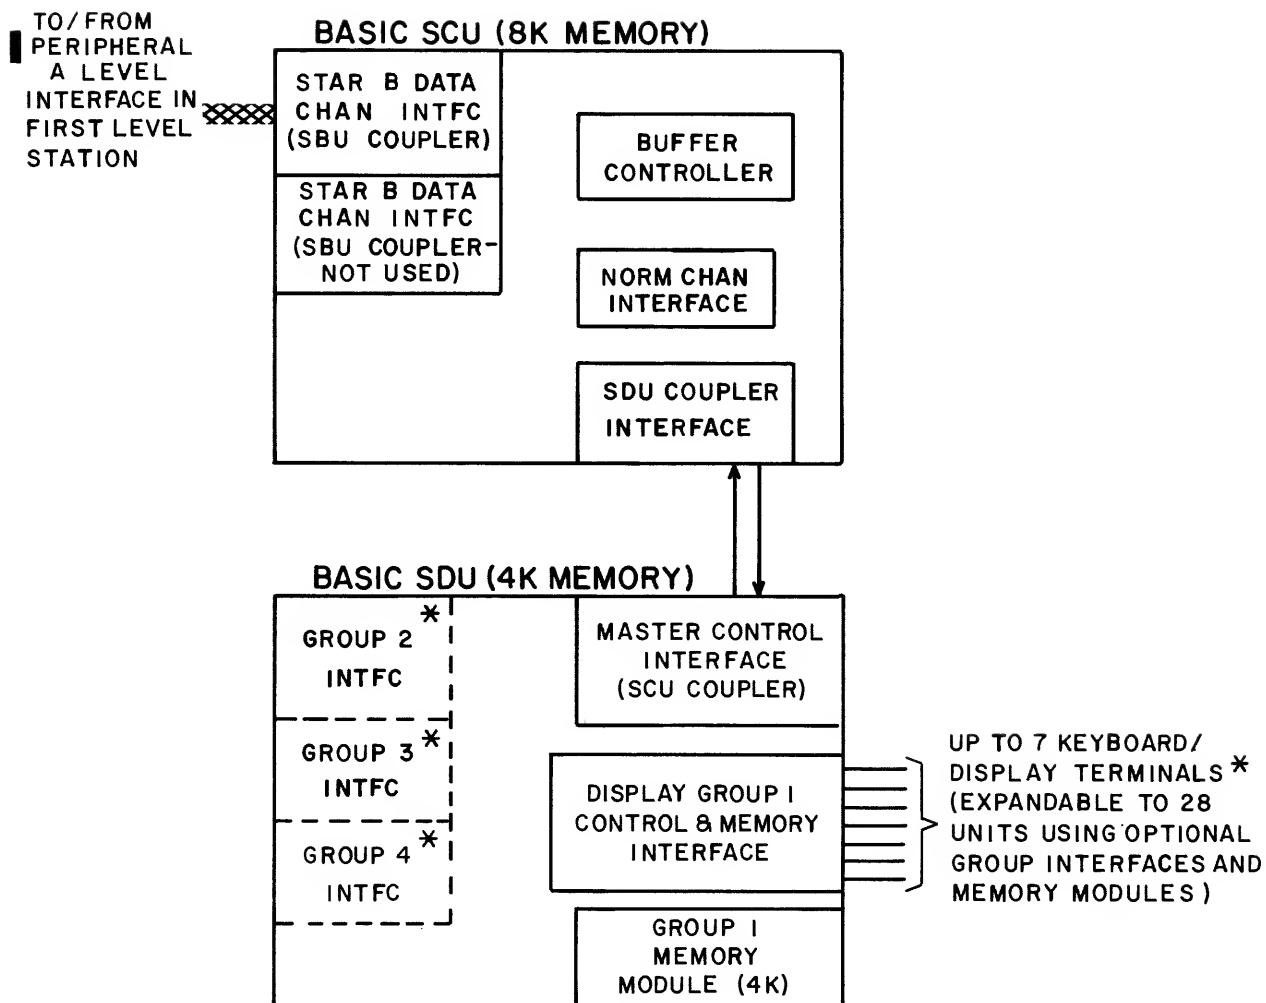 TO/FROM
PERIPHERAL
A LEVEL
INTERFACE IN
FIRST LEVEL
STATION
BASIC SCU (8K MEMORY)
STAR B DATA
CHAN INTFC
(SBU COUPLER)
STAR B DATA
CHAN INTFC
(SBU COUPLER-
NOT USED)
BUFFER
CONTROLLER
NORM CHAN
INTERFACE
SDU COUPLER
INTERFACE
BASIC SDU (4K MEMORY)
GROUP 2 *
INTFC
GROUP 3 *
INTFC
GROUP 4 *
INTFC
MASTER CONTROL
INTERFACE
(SCU COUPLER)
DISPLAY GROUP I
CONTROL & MEMORY
INTERFACE
GROUP I
MEMORY
MODULE (4K)
UP TO 7 KEYBOARD/
DISPLAY TERMINALS *
(EXPANDABLE TO 28
UNITS USING OPTIONAL
GROUP INTERFACES AND
MEMORY MODULES)